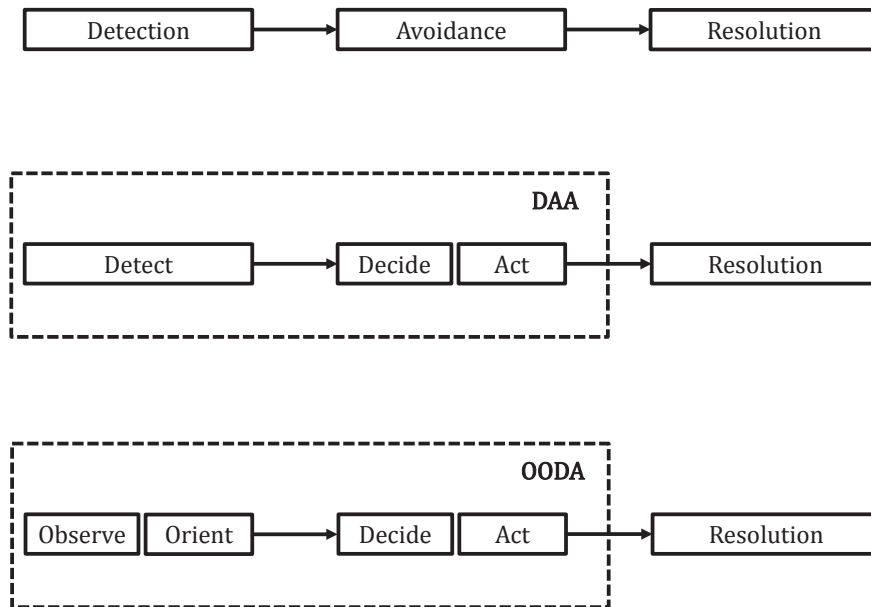 Detection Avoidance Resolution
DAA
Detect Decide Act Resolution
OODA
Observe Orient Decide Act Resolution